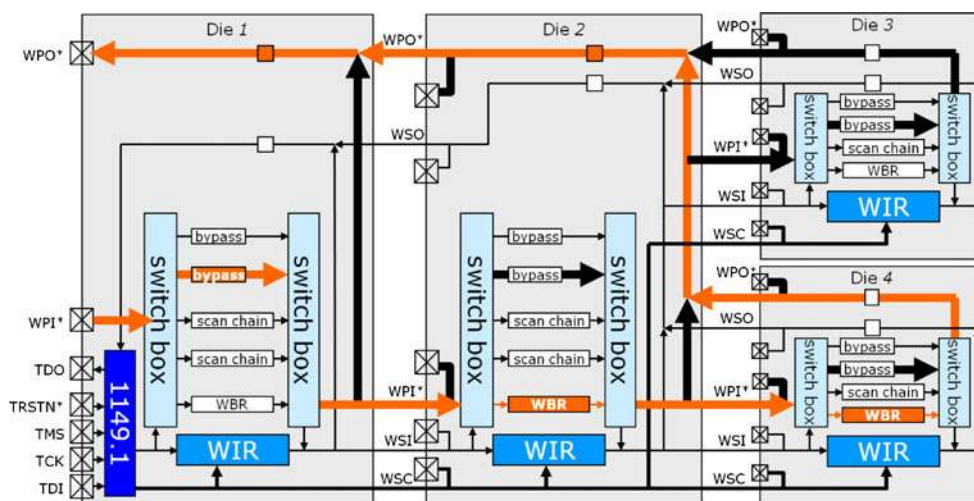 Die 1
WPO*
bypass
bypass
scan chain
scan chain
WBR
switch box
switch box
WIR
WPI*
TDO
TRSTN*
TMS
TCK
TDI
1149.1
Die 2
WPO*
WSO
bypass
bypass
scan chain
scan chain
WBR
switch box
switch box
WIR
WPI*
WSI
WSC
Die 3
WPO*
WSO
WPI*
WSI
WSC
bypass
bypass
scan chain
WBR
switch box
switch box
WIR
Die 4
WPO*
WSO
WPI*
WSI
WSC
bypass
bypass
scan chain
WBR
switch box
switch box
WIR